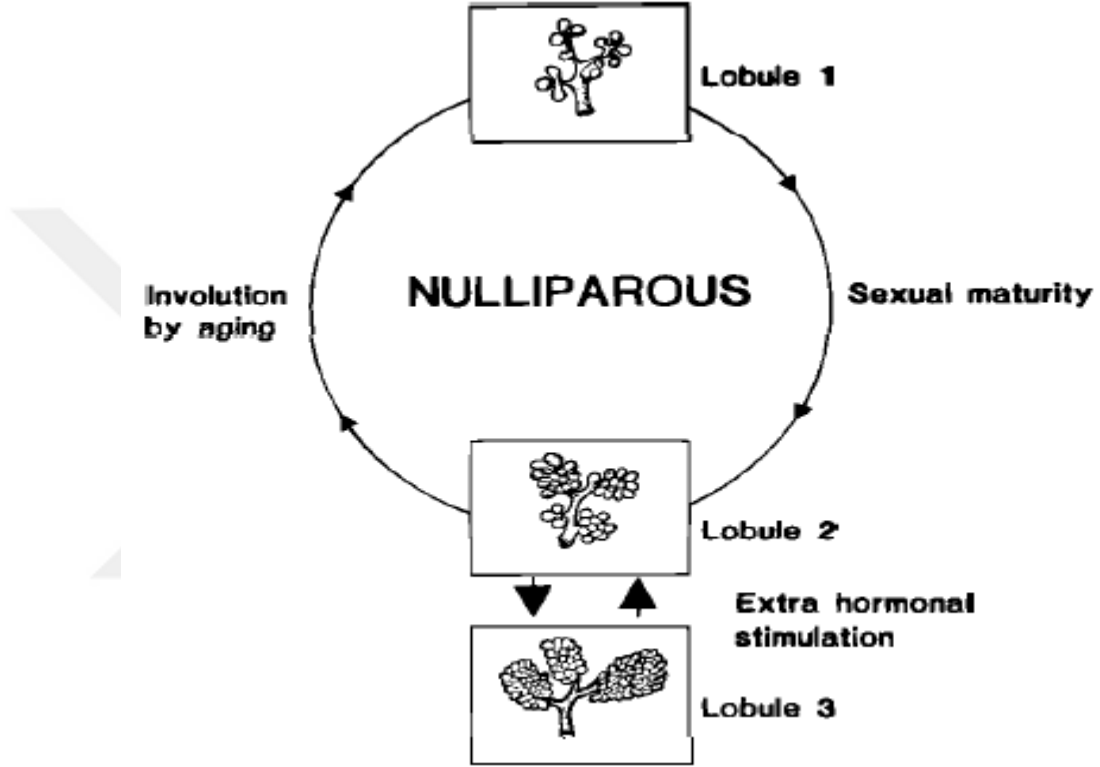 Lobule 1
Involution
by aging
NULLIPAROUS
Sexual maturity
Lobule 2
Extra hormonal
stimulation
Lobule 3